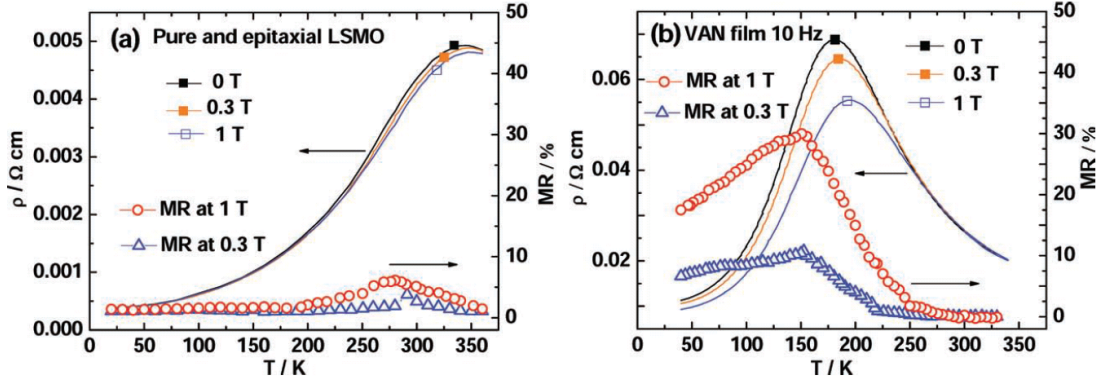 (a) Pure and epitaxial LSMO
0 T
0.3 T
1 T
MR at 1 T
MR at 0.3 T
ρ / Ω cm
0.005
0.004
0.003
0.002
0.001
0.000
MR / %
50
40
30
20
10
0
0 50 100 150 200 250 300 350
T / K
(b) VAN film 10 Hz
0 T
0.3 T
1 T
MR at 1 T
MR at 0.3 T
ρ / Ω cm
0.06
0.04
0.02
MR / %
50
40
30
20
10
0
0 50 100 150 200 250 300 350
T / K